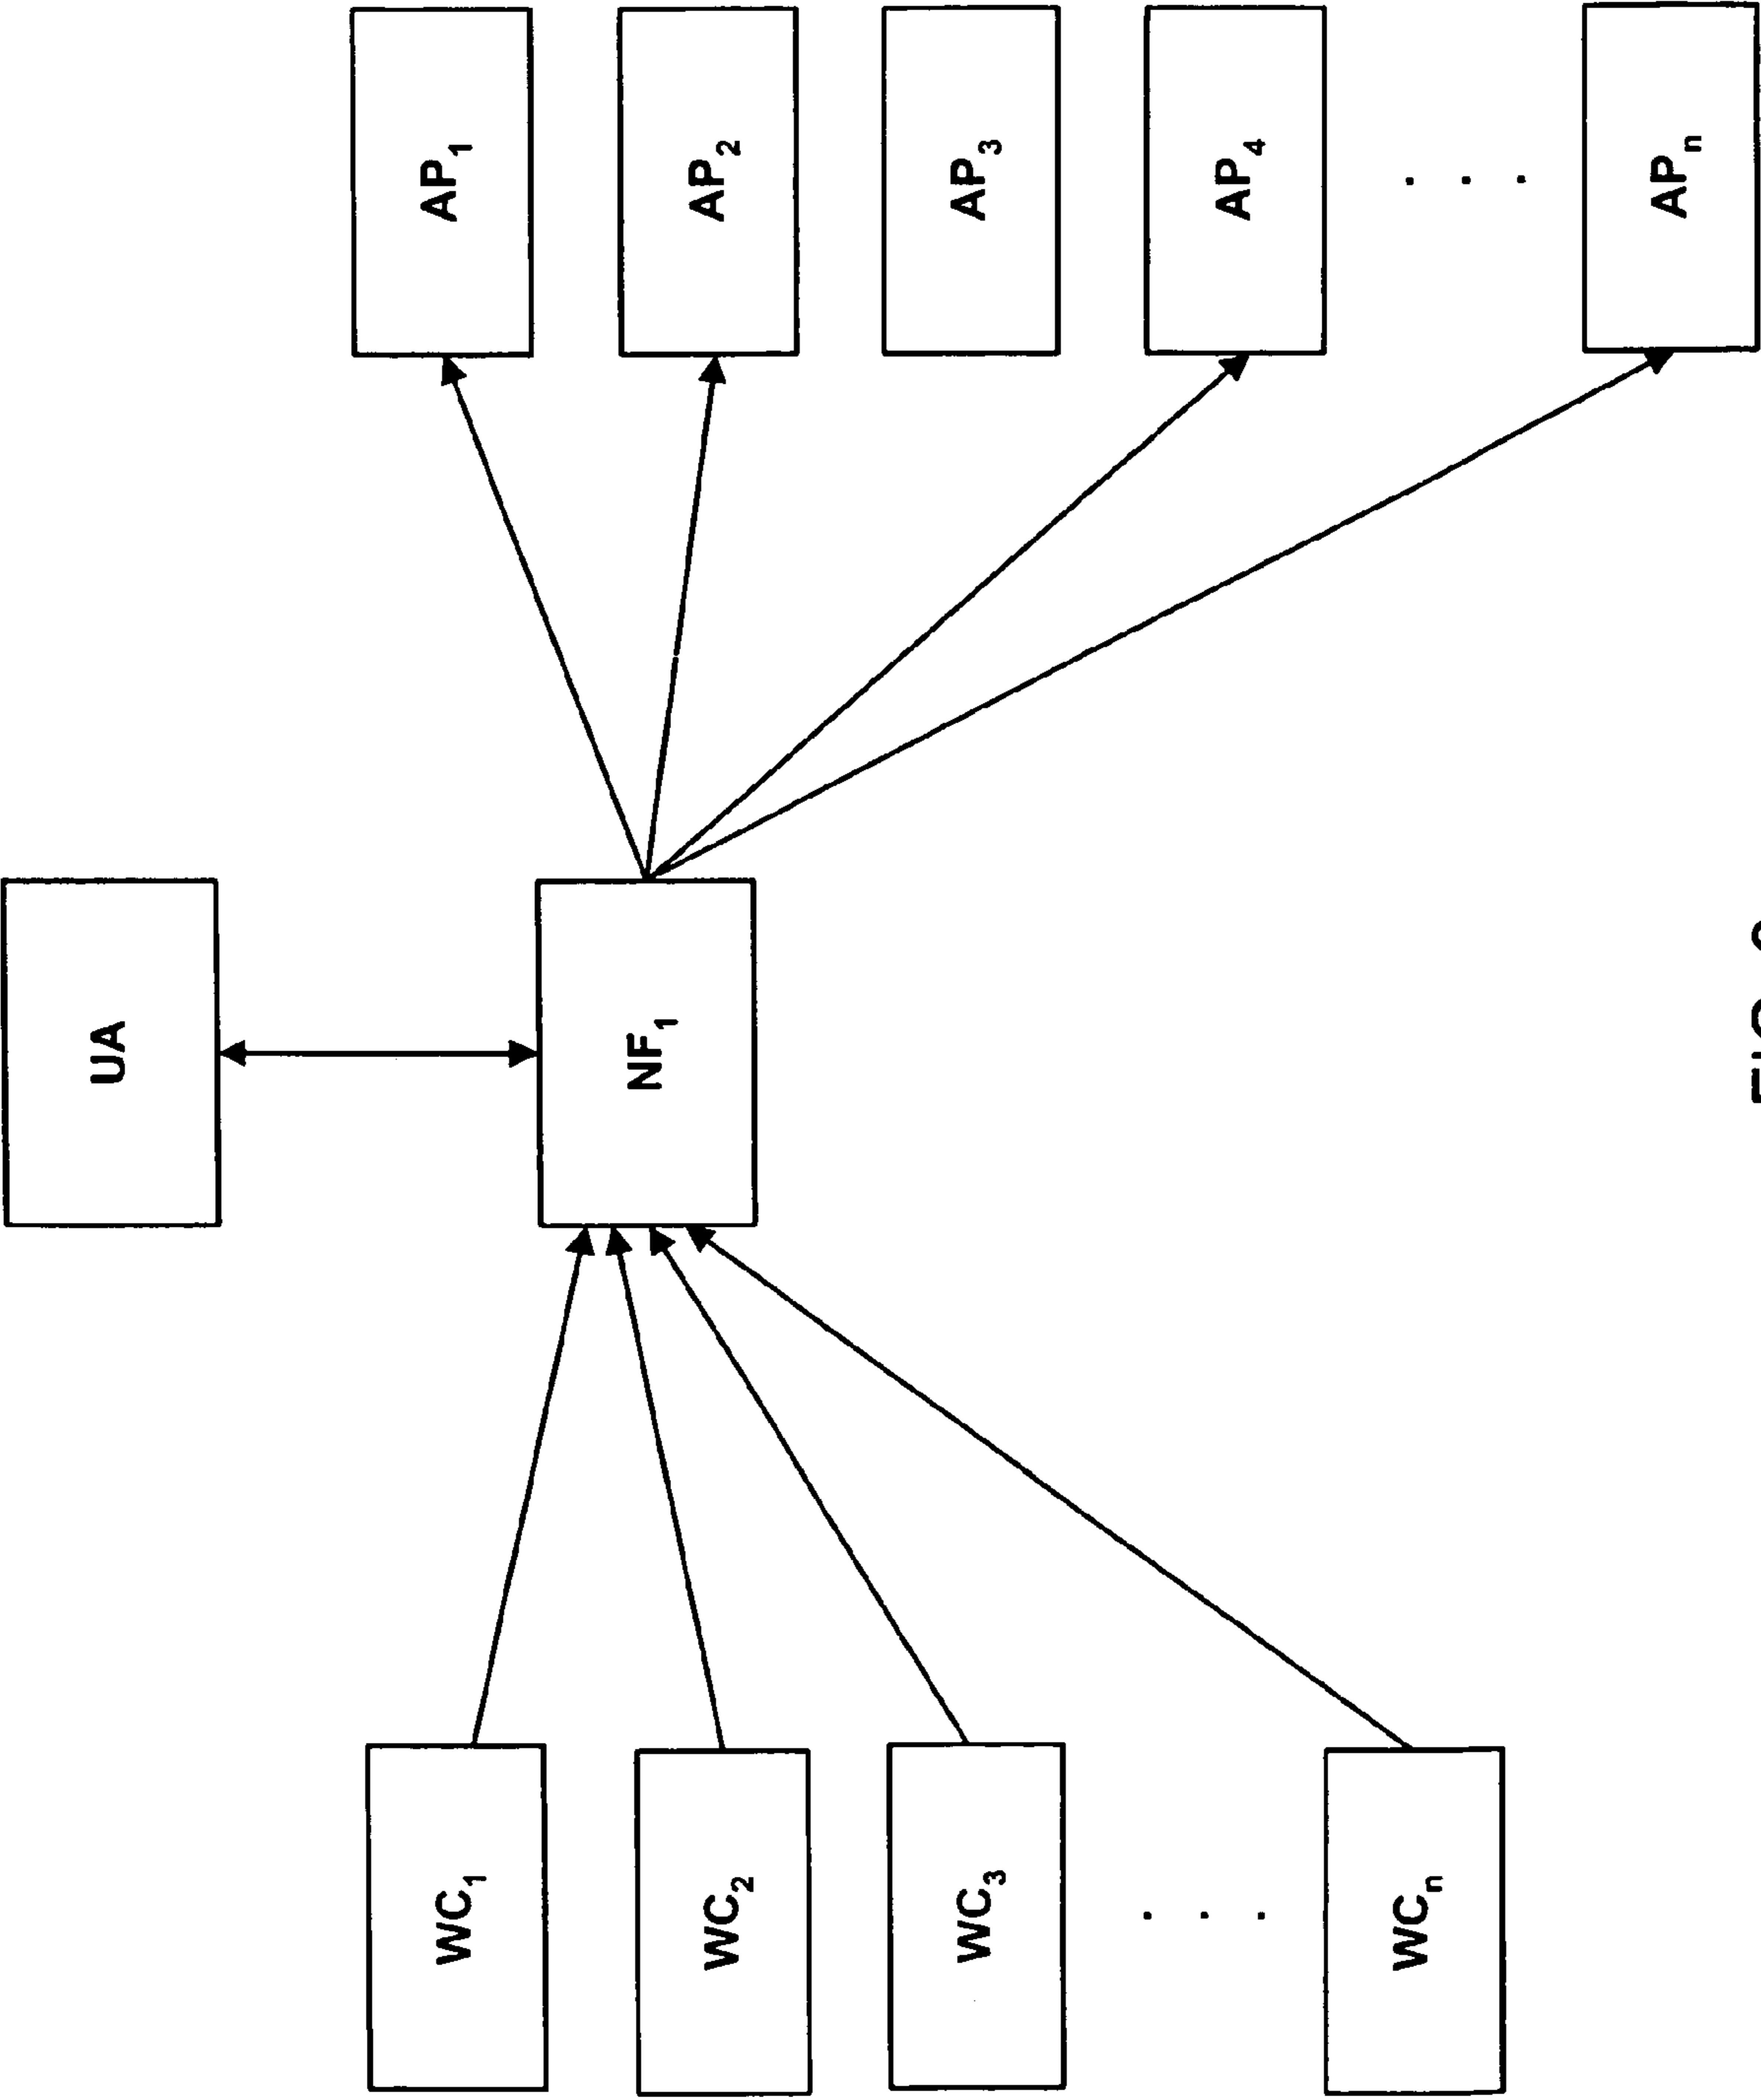 UA
NF1
WC1
WC2
WC3
. . .
WCn
AP1
AP2
AP3
AP4
. . .
APn